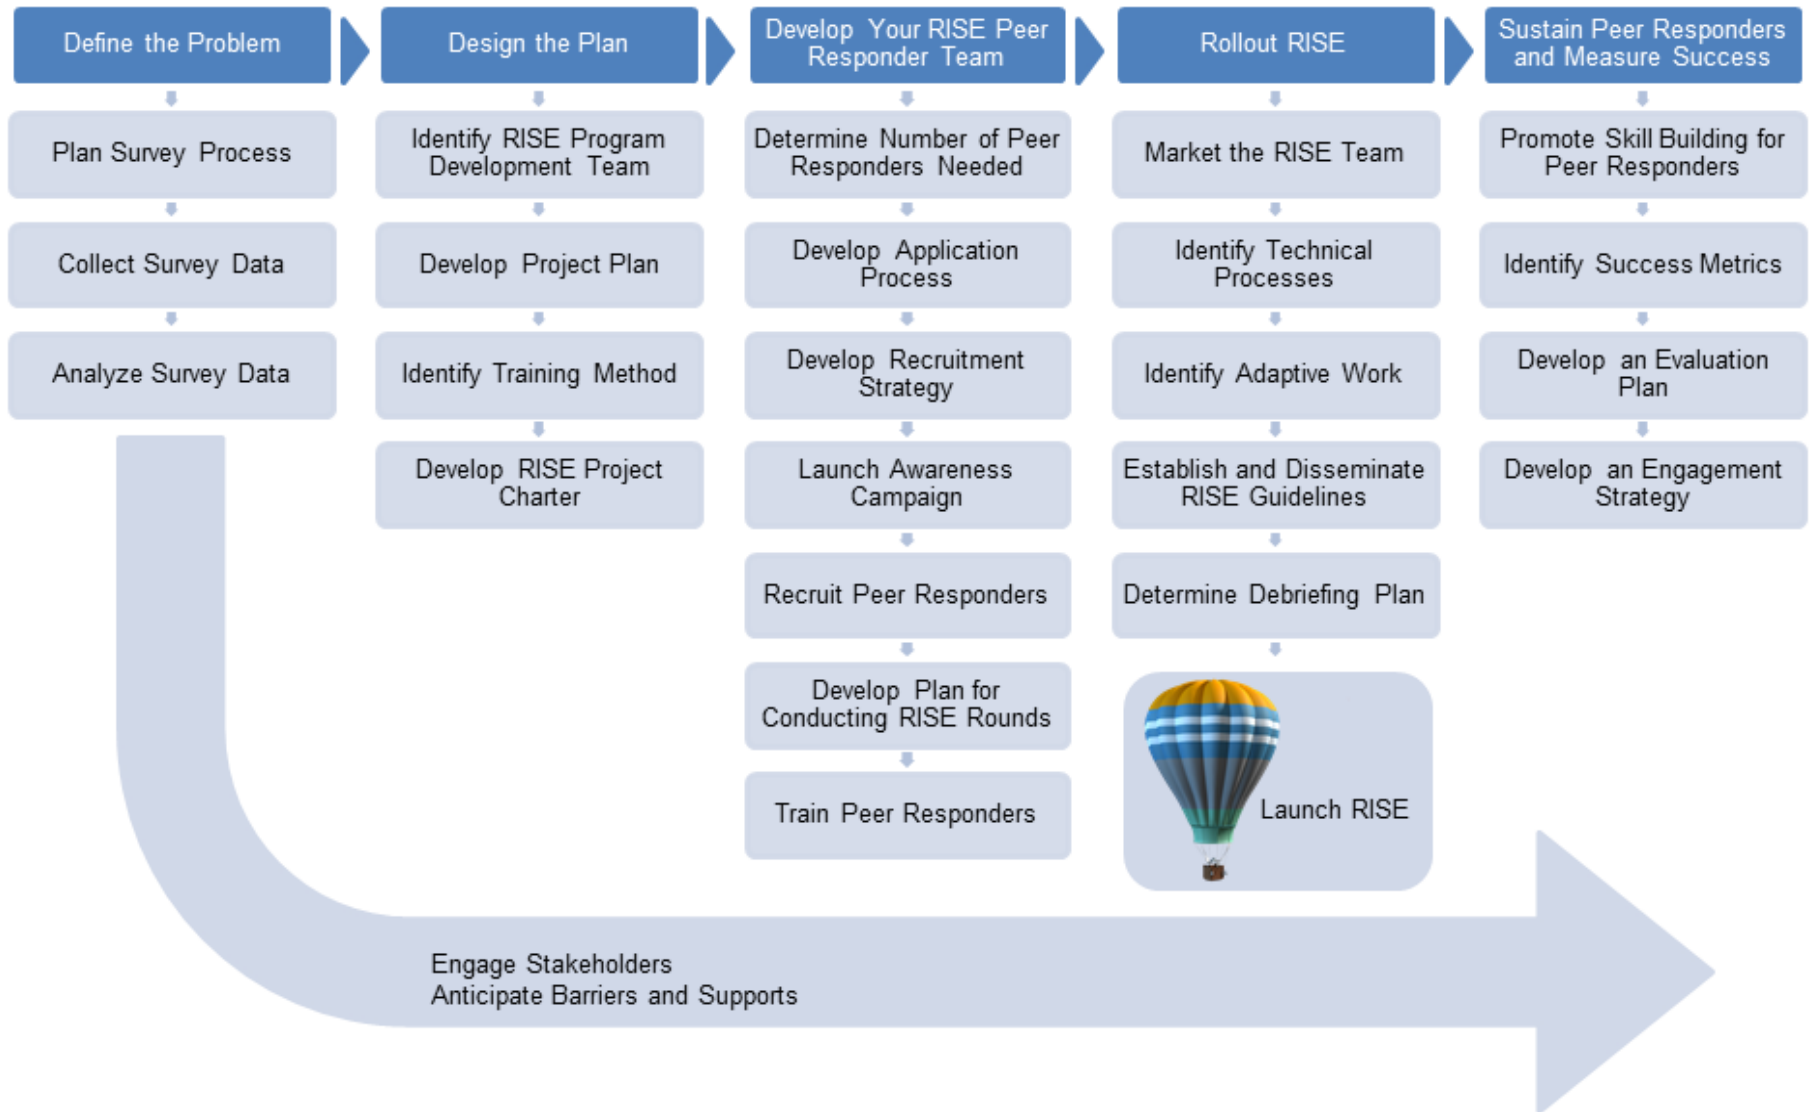 Define the Problem
Plan Survey Process
Collect Survey Data
Analyze Survey Data
Design the Plan
Identify RISE Program
Development Team
Develop Project Plan
Identify Training Method
Develop RISE Project
Charter
Develop Your RISE Peer
Responder Team
Determine Number of Peer
Responders Needed
Develop Application
Process
Develop Recruitment
Strategy
Launch Awareness
Campaign
Recruit Peer Responders
Develop Plan for
Conducting RISE Rounds
Train Peer Responders
Rollout RISE
Market the RISE Team
Identify Technical
Processes
Identify Adaptive Work
Establish and Disseminate
RISE Guidelines
Determine Debriefing Plan
Launch RISE
Sustain Peer Responders
and Measure Success
Promote Skill Building for
Peer Responders
Identify Success Metrics
Develop an Evaluation
Plan
Develop an Engagement
Strategy
Engage Stakeholders
Anticipate Barriers and Supports